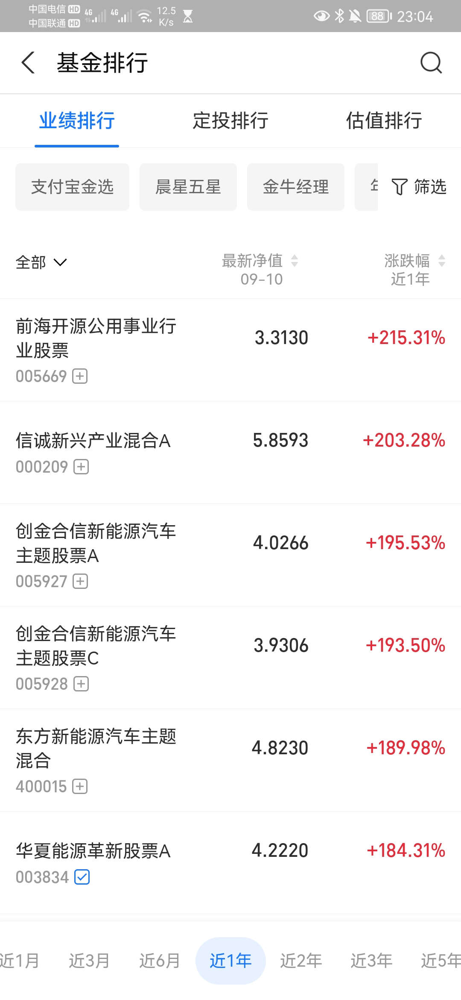 中国电信 HD 4G 4G 12.5
中国联通 HD K/s 88 23:04
基金排行
业绩排行 定投排行 估值排行
支付宝金选 晨星五星 金牛经理 筛选
全部 最新净值 涨跌幅
09-10 近1年
前海开源公用事业行
业股票
3.3130 +215.31%
005669
信诚新兴产业混合A 5.8593 +203.28%
000209
创金合信新能源汽车
主题股票A
4.0266 +195.53%
005927
创金合信新能源汽车
主题股票C
3.9306 +193.50%
005928
东方新能源汽车主题
混合
4.8230 +189.98%
400015
华夏能源革新股票A 4.2220 +184.31%
003834
近1月 近3月 近6月 近1年 近2年 近3年 近5年